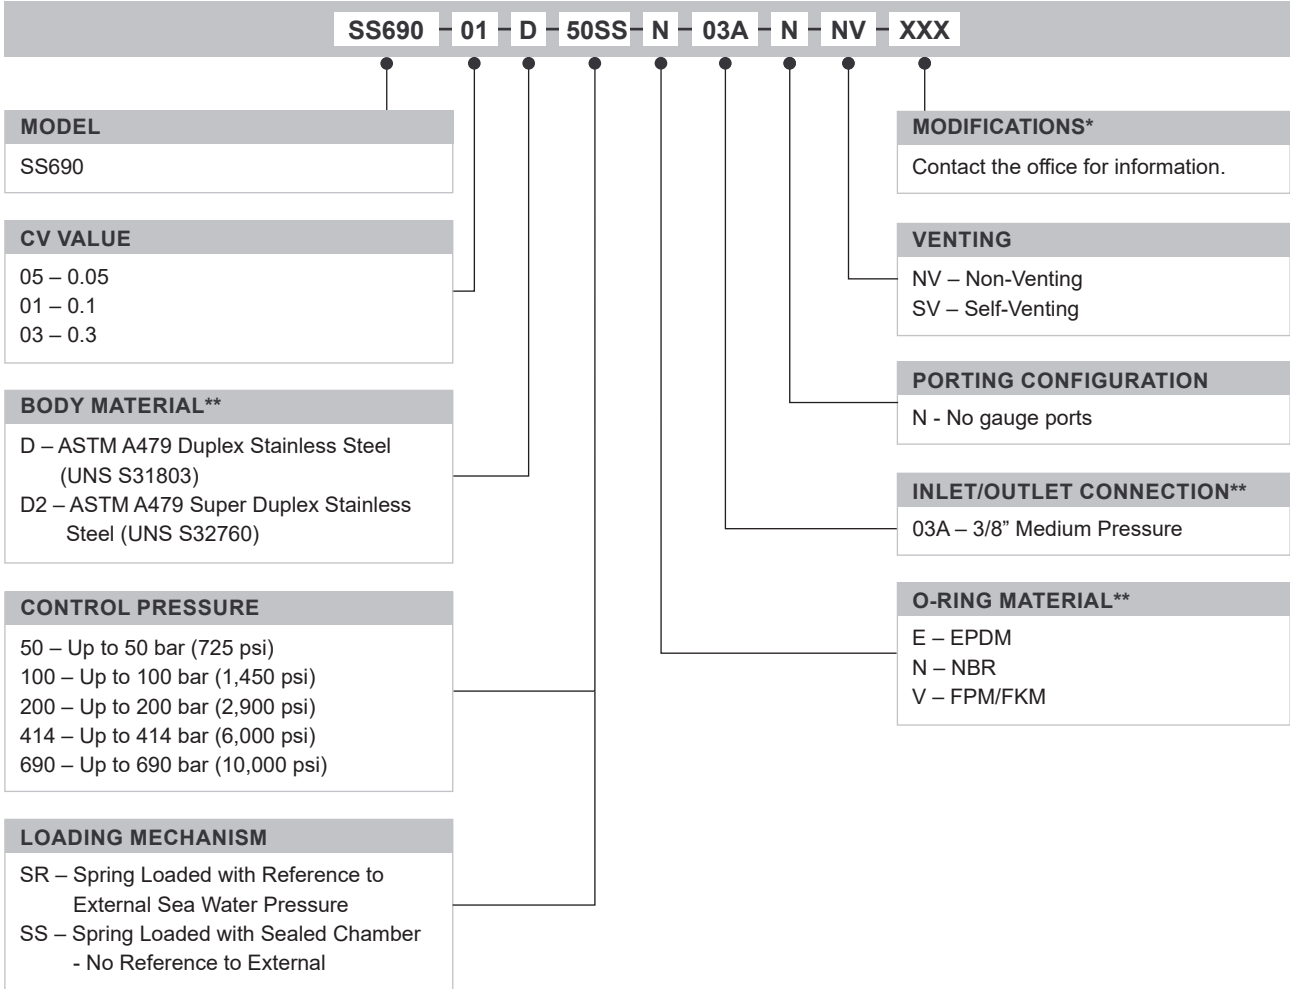 SS690 01 D 50SS N 03A N NV XXX
MODEL
SS690
CV VALUE
05 – 0.05
01 – 0.1
03 – 0.3
BODY MATERIAL**
D – ASTM A479 Duplex Stainless Steel
(UNS S31803)
D2 – ASTM A479 Super Duplex Stainless
Steel (UNS S32760)
CONTROL PRESSURE
50 – Up to 50 bar (725 psi)
100 – Up to 100 bar (1,450 psi)
200 – Up to 200 bar (2,900 psi)
414 – Up to 414 bar (6,000 psi)
690 – Up to 690 bar (10,000 psi)
LOADING MECHANISM
SR – Spring Loaded with Reference to
External Sea Water Pressure
SS – Spring Loaded with Sealed Chamber
- No Reference to External
MODIFICATIONS*
Contact the office for information.
VENTING
NV – Non-Venting
SV – Self-Venting
PORTING CONFIGURATION
N - No gauge ports
INLET/OUTLET CONNECTION**
03A – 3/8” Medium Pressure
O-RING MATERIAL**
E – EPDM
N – NBR
V – FPM/FKM